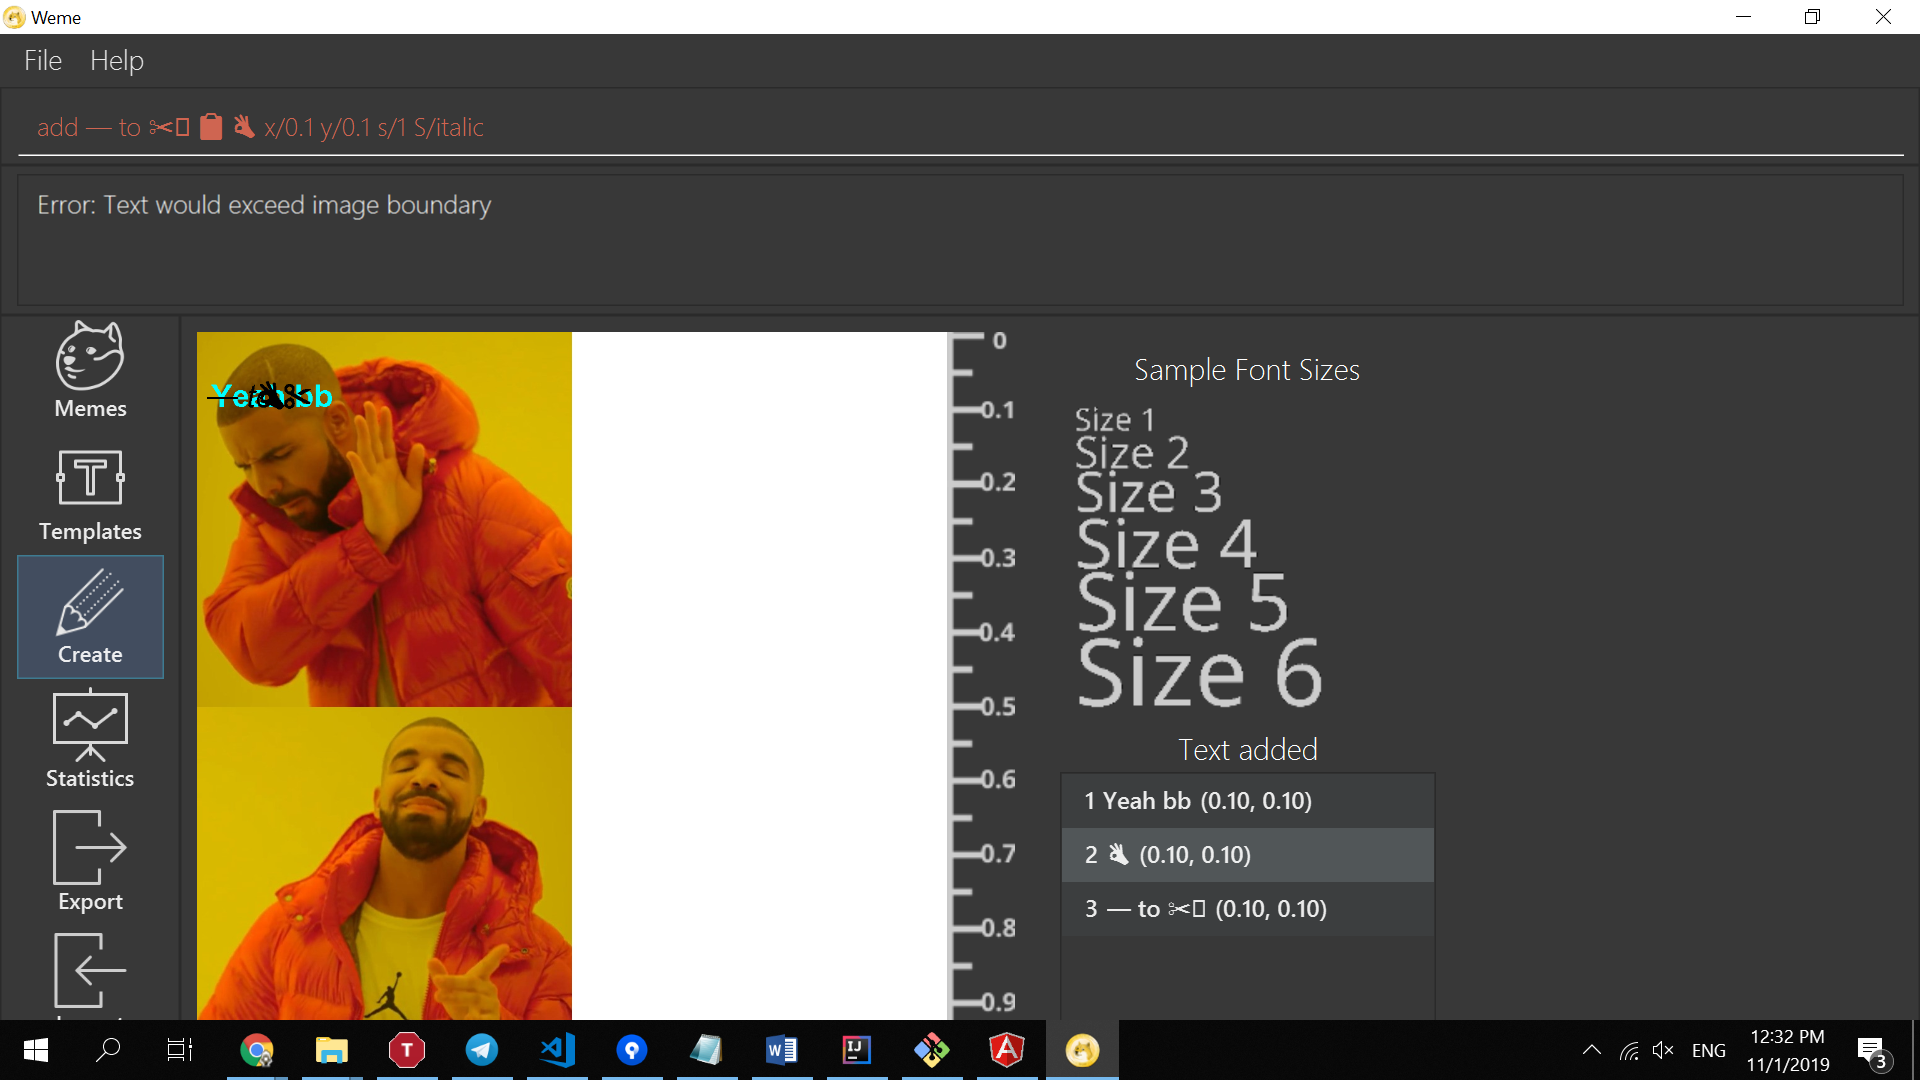 Weme
File Help
add — to ✂▯ 📋 👌 x/0.1 y/0.1 s/1 S/italic
Error: Text would exceed image boundary
Memes
Templates
Create
Statistics
Export
Yeah bb
0
0.1
0.2
0.3
0.4
0.5
0.6
0.7
0.8
0.9
Sample Font Sizes
Size 1
Size 2
Size 3
Size 4
Size 5
Size 6
Text added
1 Yeah bb (0.10, 0.10)
2 👌 (0.10, 0.10)
3 — to ✂▯ (0.10, 0.10)
T
W
IJ
A
ENG
12:32 PM
11/1/2019
3